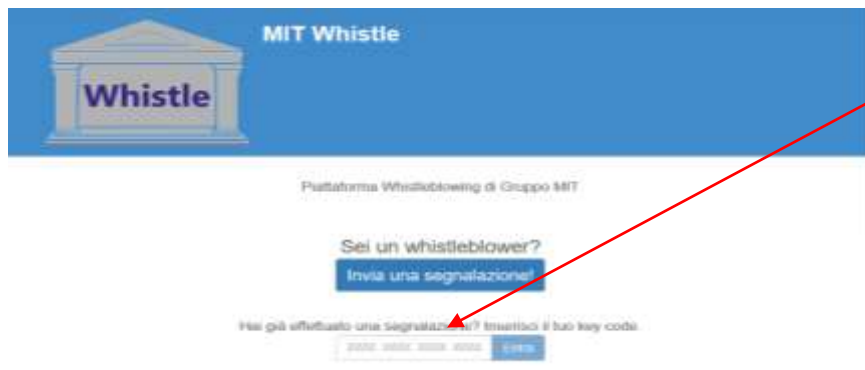 MIT Whistle
Whistle
Piattaforma Whistleblowing di Gruppo MIT
Sei un whistleblower?
Invia una segnalazione!
Hai già effettuato una segnalazione? Inserisci il tuo key code.